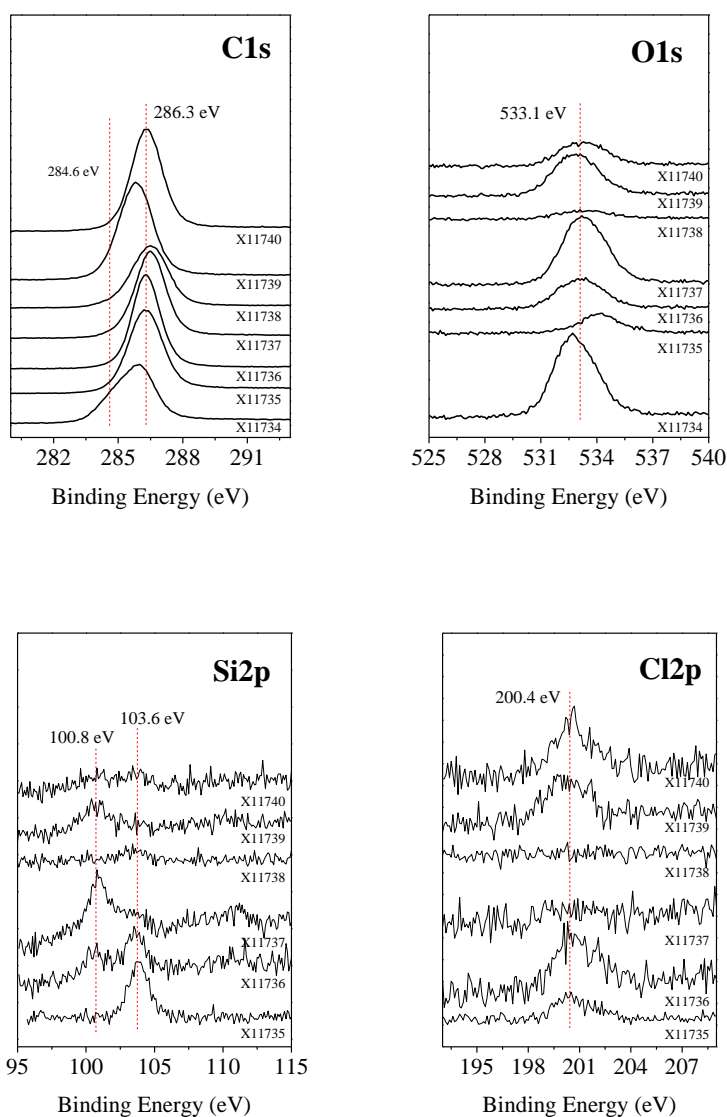 C1s
286.3 eV
284.6 eV
X11740
X11739
X11738
X11737
X11736
X11735
X11734
282 285 288 291
Binding Energy (eV)
O1s
533.1 eV
X11740
X11739
X11738
X11737
X11736
X11735
X11734
525 528 531 534 537 540
Binding Energy (eV)
Si2p
103.6 eV
100.8 eV
X11740
X11739
X11738
X11737
X11736
X11735
95 100 105 110 115
Binding Energy (eV)
Cl2p
200.4 eV
X11740
X11739
X11738
X11737
X11736
X11735
195 198 201 204 207
Binding Energy (eV)